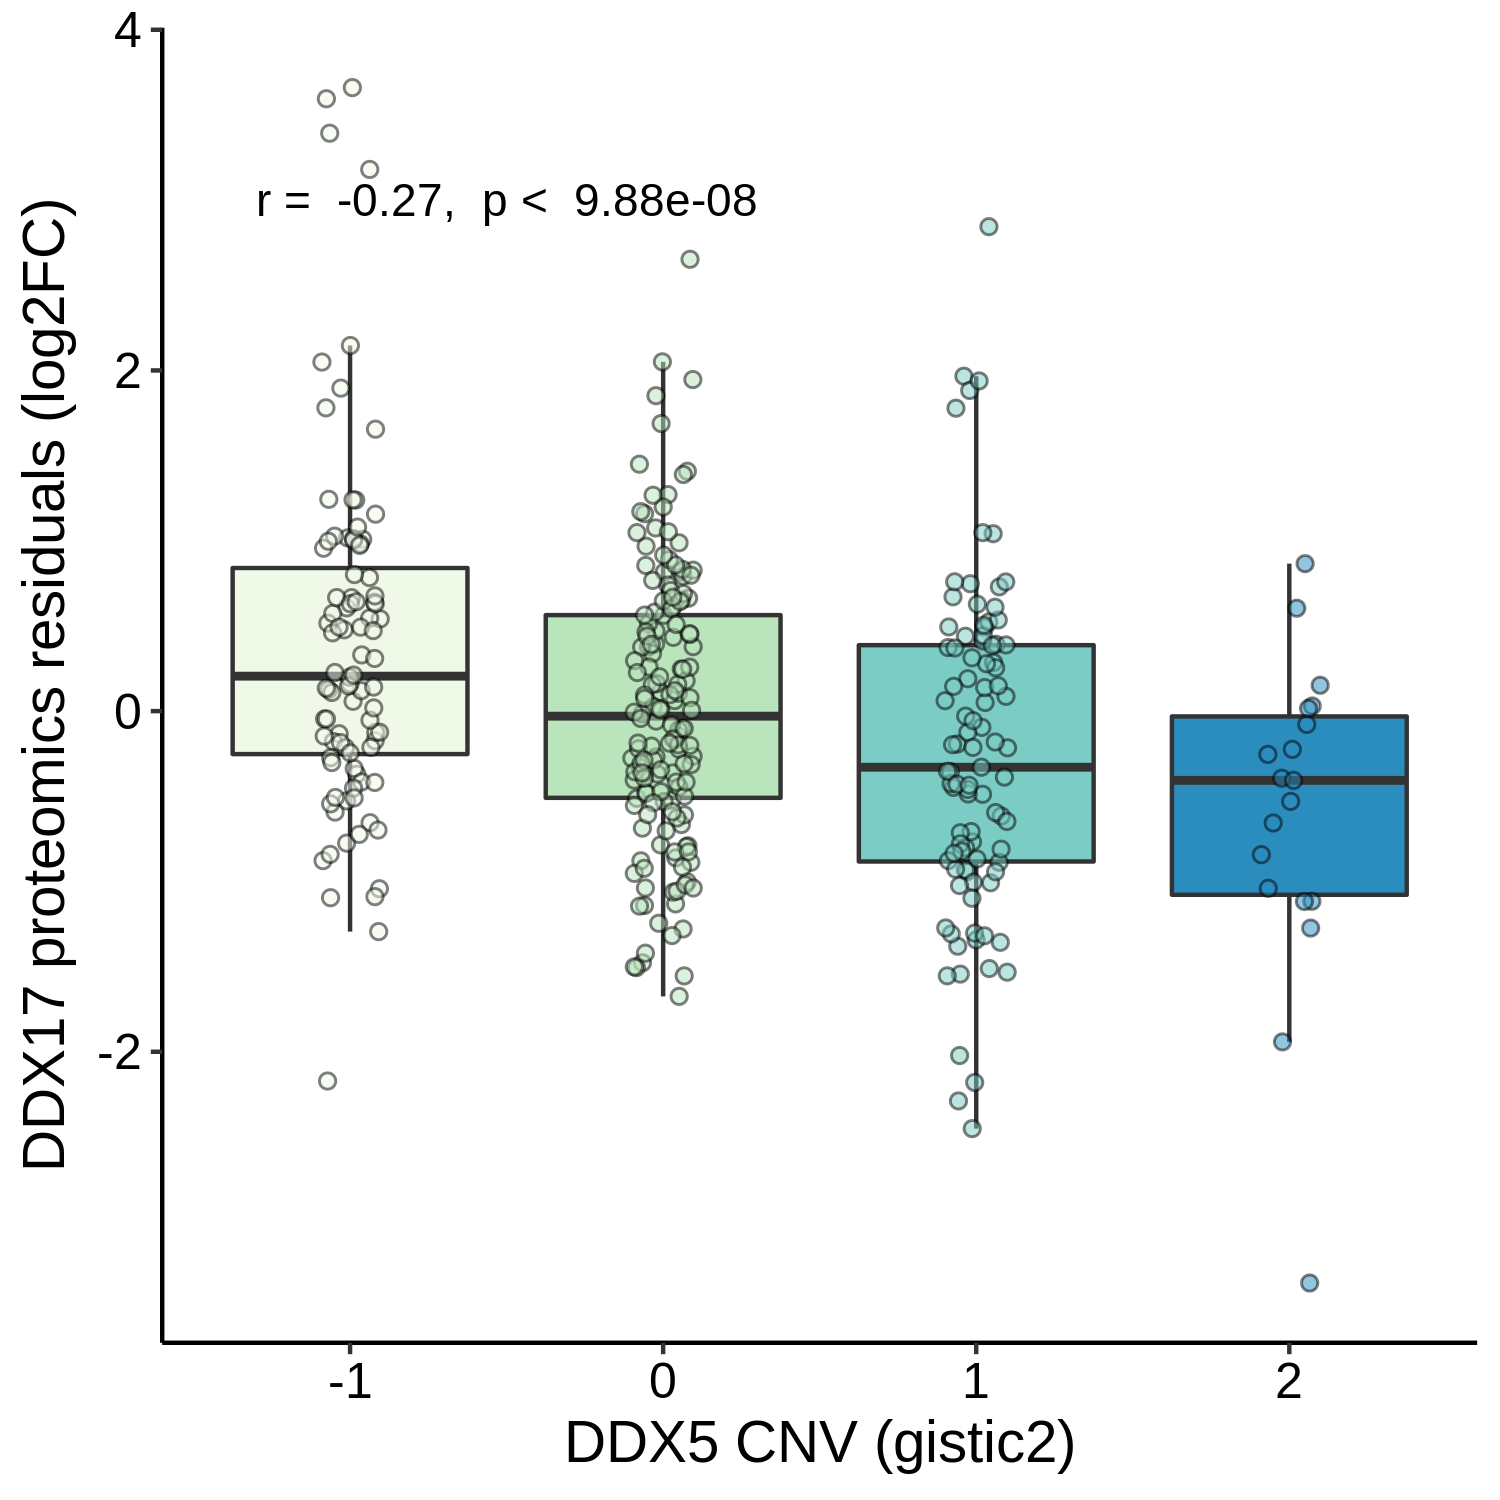 DDX17 proteomics residuals (log2FC)
4
2
0
-2
r = -0.27, p < 9.88e-08
-1 0 1 2
DDX5 CNV (gistic2)